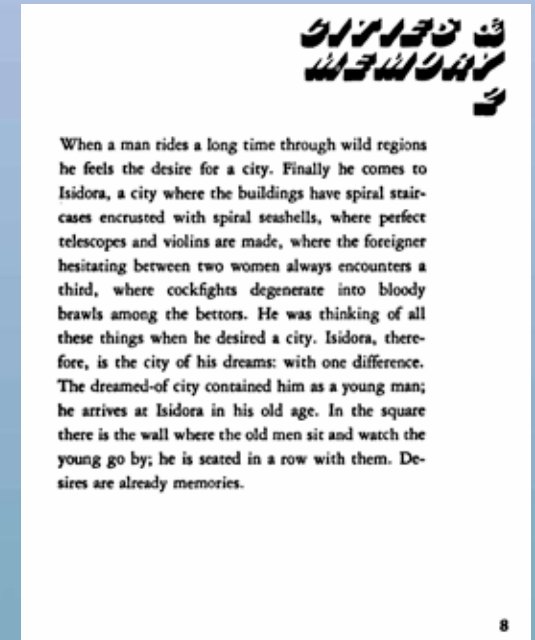 CITIES &
MEMORY
2
When a man rides a long time through wild regions
he feels the desire for a city. Finally he comes to
Isidora, a city where the buildings have spiral stair-
cases encrusted with spiral seashells, where perfect
telescopes and violins are made, where the foreigner
hesitating between two women always encounters a
third, where cockfights degenerate into bloody
brawls among the bettors. He was thinking of all
these things when he desired a city. Isidora, there-
fore, is the city of his dreams: with one difference.
The dreamed-of city contained him as a young man;
he arrives at Isidora in his old age. In the square
there is the wall where the old men sit and watch the
young go by; he is seated in a row with them. De-
sires are already memories.
8